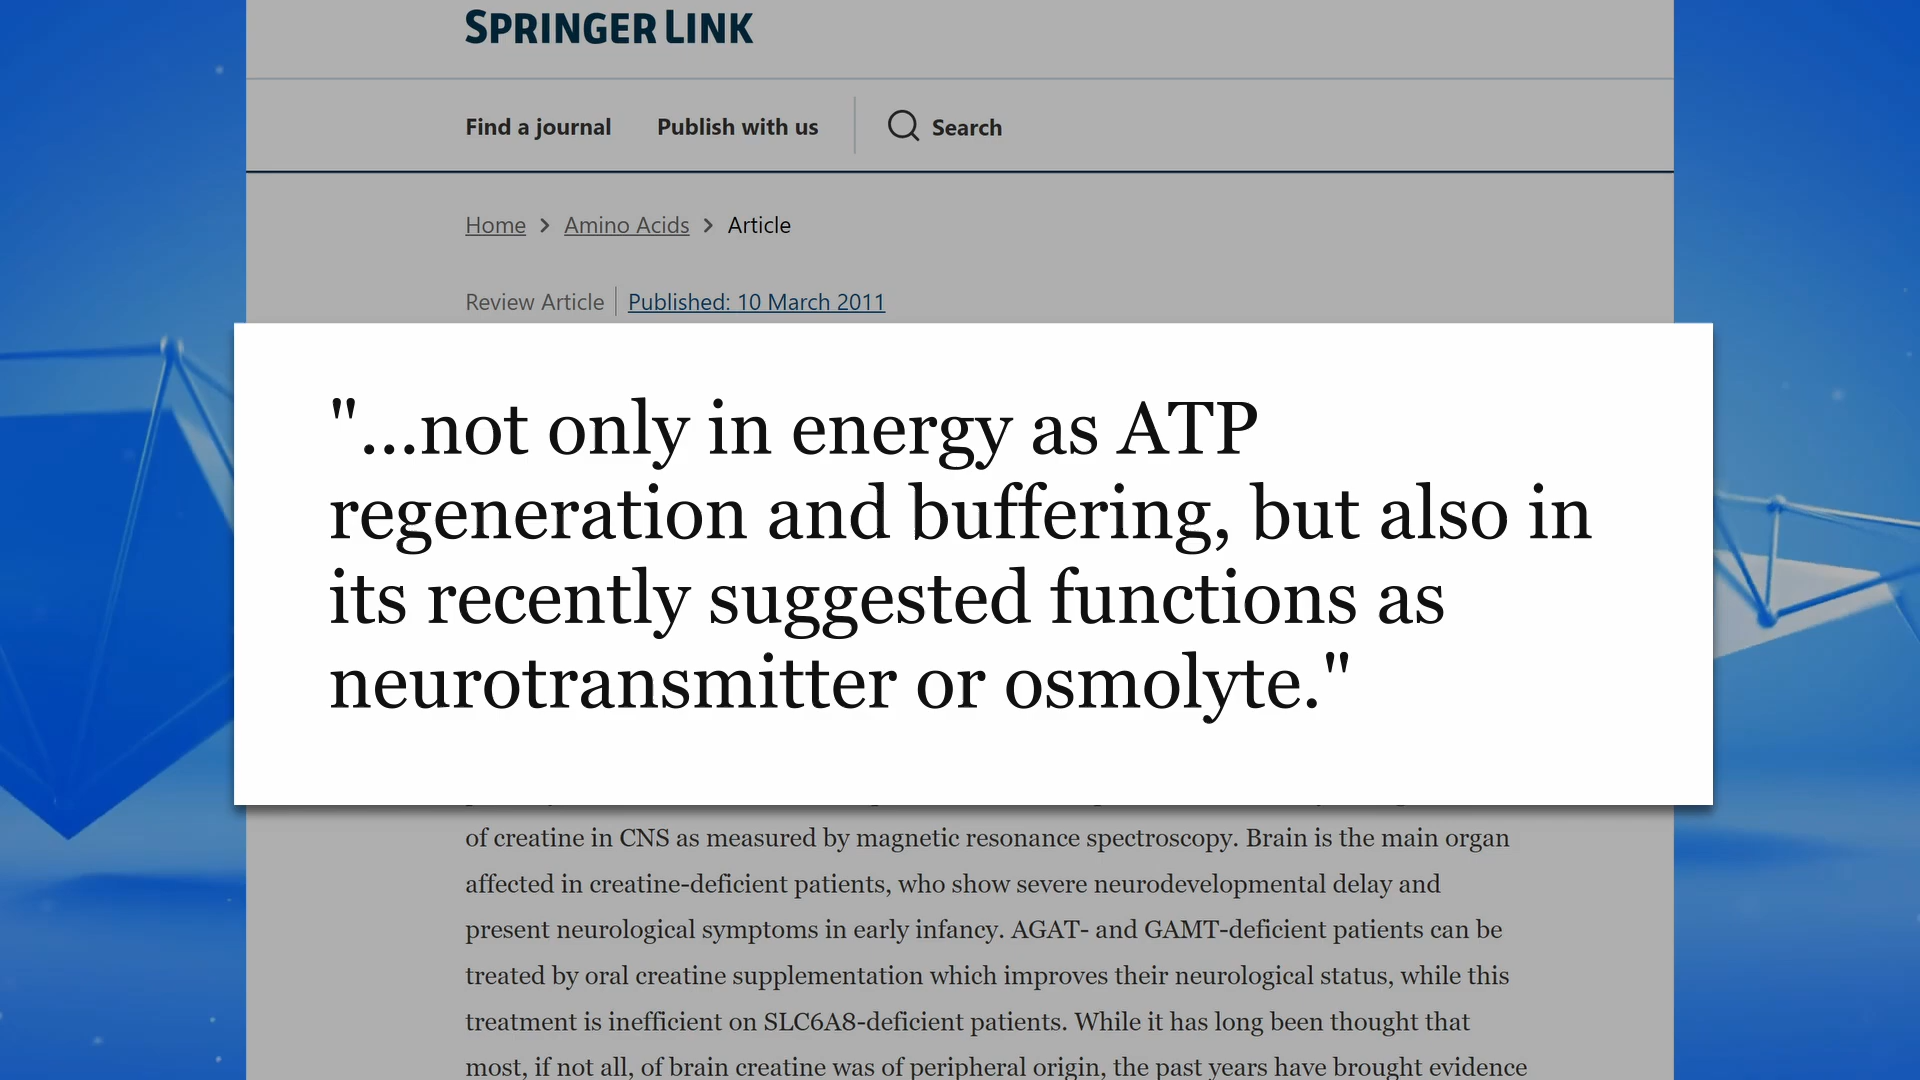 SPRINGER LINK
Find a journal Publish with us Search
Home > Amino Acids > Article
Review Article | Published: 10 March 2011
"...not only in energy as ATP
regeneration and buffering, but also in
its recently suggested functions as
neurotransmitter or osmolyte."
of creatine in CNS as measured by magnetic resonance spectroscopy. Brain is the main organ
affected in creatine-deficient patients, who show severe neurodevelopmental delay and
present neurological symptoms in early infancy. AGAT- and GAMT-deficient patients can be
treated by oral creatine supplementation which improves their neurological status, while this
treatment is inefficient on SLC6A8-deficient patients. While it has long been thought that
most, if not all, of brain creatine was of peripheral origin, the past years have brought evidence